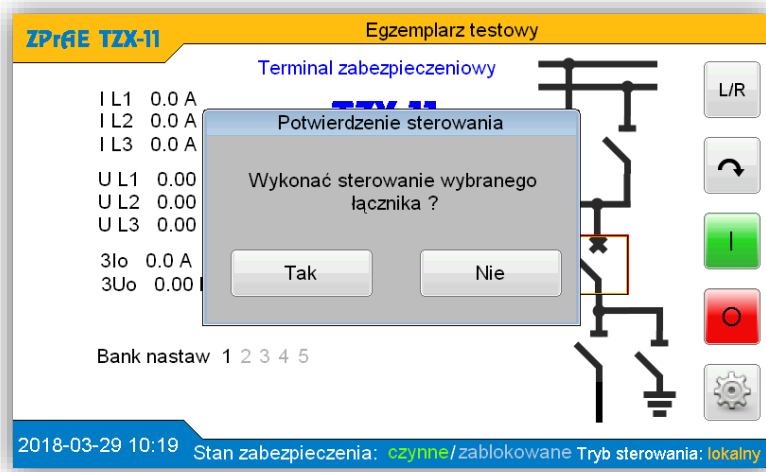 ZPrAE TZX-11
Egzemplarz testowy
Terminal zabezpieczeniowy
TZX-11
I L1 0.0 A
I L2 0.0 A
I L3 0.0 A
U L1 0.00
U L2 0.00
U L3 0.00
3Io 0.0 A
3Uo 0.00
Potwierdzenie sterowania
Wykonać sterowanie wybranego
łącznika ?
Tak Nie
L/R
I
O
Bank nastaw 1 2 3 4 5
2018-03-29 10:19 Stan zabezpieczenia: czynne/zablokowane Tryb sterowania: lokalny